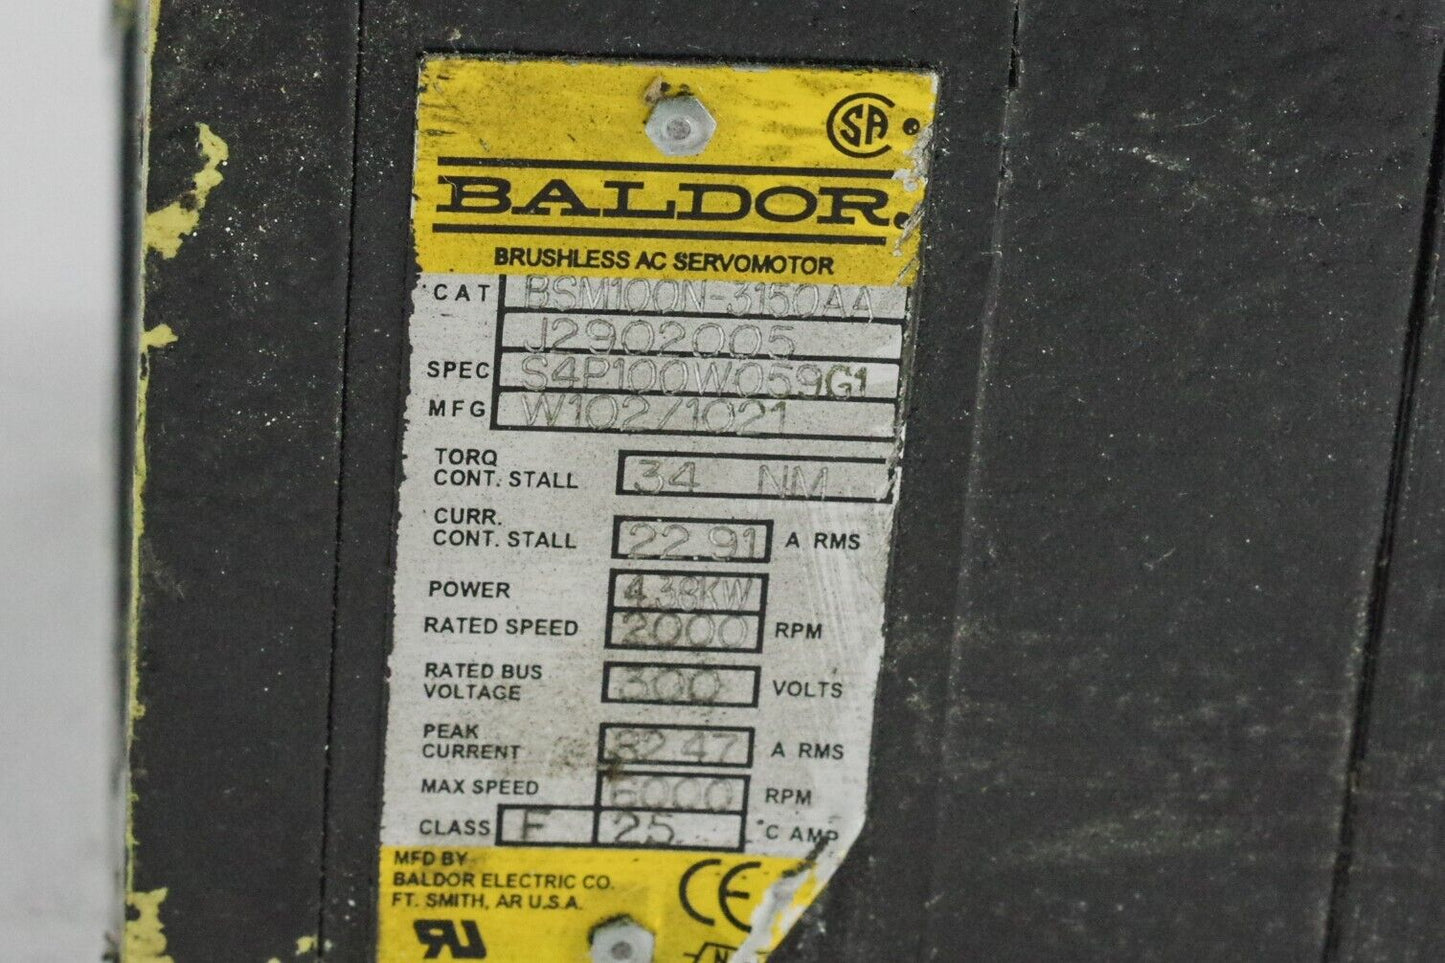 SA
BALDOR.
BRUSHLESS AC SERVOMOTOR
CAT BSM100N-3150AA
J2902005
SPEC S4P100W059G1
MFG W102/1021
TORQ
CONT. STALL 34 NM
CURR.
CONT. STALL 22.91 A RMS
POWER 4.38KW
RATED SPEED 2000 RPM
RATED BUS
VOLTAGE 300 VOLTS
PEAK
CURRENT 82.47 A RMS
MAX SPEED 6000 RPM
CLASS F 25 °C AMP
MFD BY
BALDOR ELECTRIC CO.
FT. SMITH, AR U.S.A.
CE